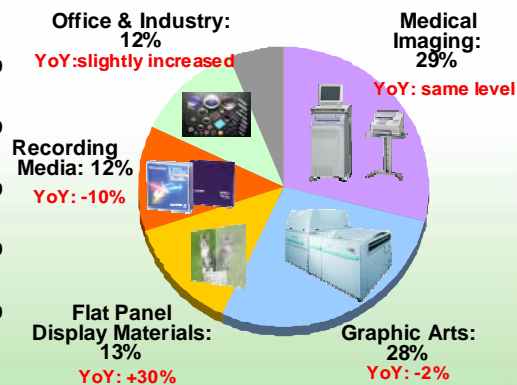 Office & Industry:
12%
YoY:slightly increased
Medical
Imaging:
29%
YoY: same level
Recording
Media: 12%
YoY: -10%
Flat Panel
Display Materials:
13%
YoY: +30%
Graphic Arts:
28%
YoY: -2%